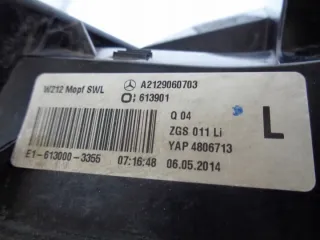 W212 Mopf SWL
A2129060703
O: 613901
Q 04
ZGS 011 Li
YAP 4806713
L
E1-613000-3355 07:16:48 06.05.2014